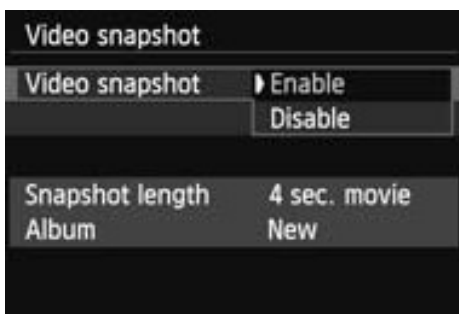 Video snapshot
Video snapshot Enable
Disable
Snapshot length 4 sec. movie
Album New